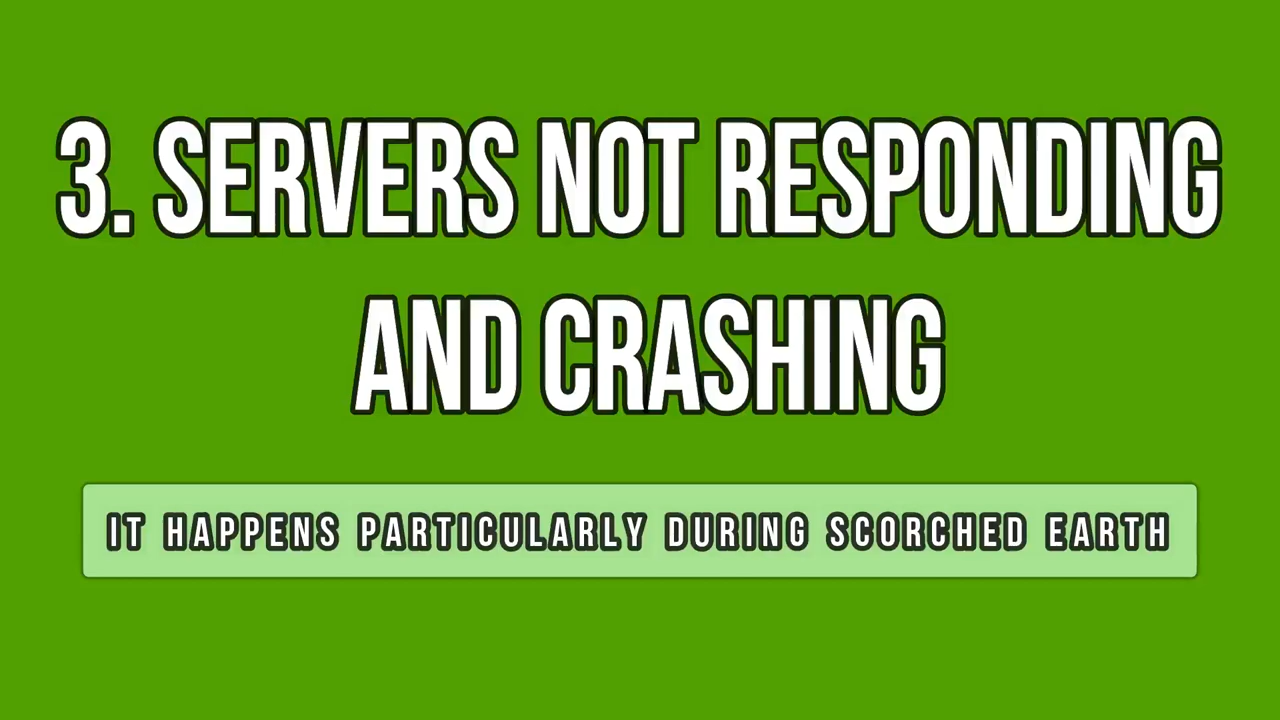 3. SERVERS NOT RESPONDING
AND CRASHING
IT HAPPENS PARTICULARLY DURING SCORCHED EARTH